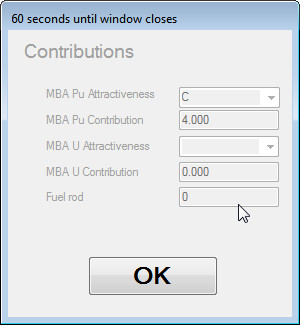 60 seconds until window closes
Contributions
MBA Pu Attractiveness C
MBA Pu Contribution 4.000
MBA U Attractiveness
MBA U Contribution 0.000
Fuel rod 0
OK